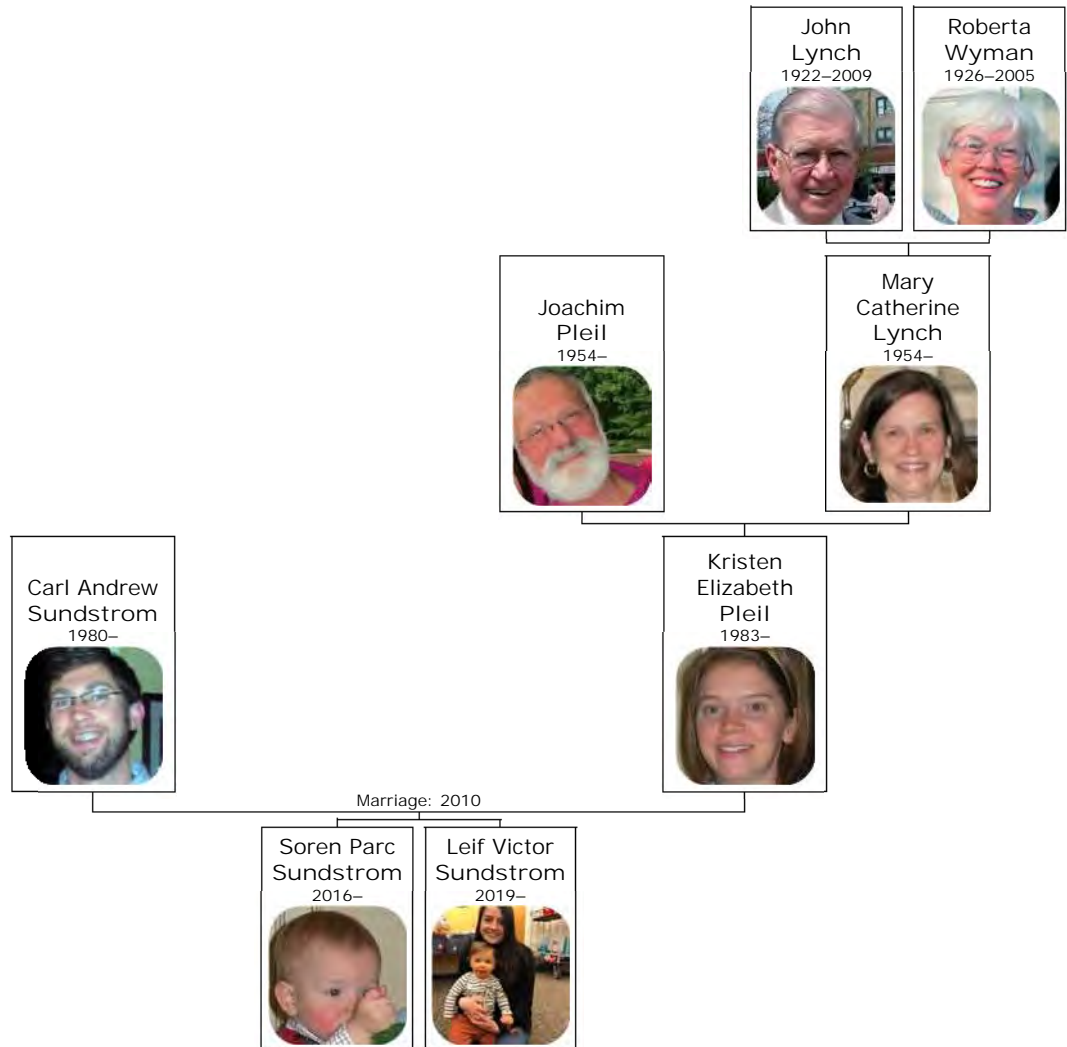 John
Lynch
1922–2009
Roberta
Wyman
1926–2005
Joachim
Pleil
1954–
Mary
Catherine
Lynch
1954–
Carl Andrew
Sundstrom
1980–
Kristen
Elizabeth
Pleil
1983–
Marriage: 2010
Soren Parc
Sundstrom
2016–
Leif Victor
Sundstrom
2019–